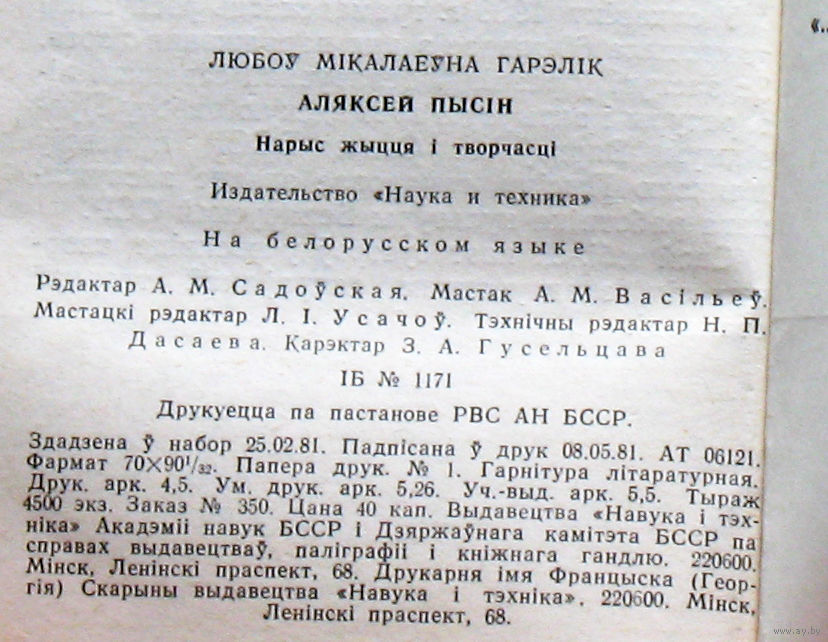 «..
ЛЮБОЎ МІКАЛАЕЎНА ГАРЭЛІК
АЛЯКСЕЙ ПЫСІН
Нарыс жыцця і творчасці
Издательство «Наука и техника»
На белорусском языке
Рэдактар А. М. Садоўская. Мастак А. М. Васільеў.
Мастацкі рэдактар Л. І. Усачоў. Тэхнічны рэдактар Н. П.
Дасаева. Карэктар З. А. Гусельцава
ІБ № 1171
Друкуецца па пастанове РВС АН БССР.
Здадзена ў набор 25.02.81. Падпісана ў друк 08.05.81. АТ 06121.
Фармат 70×90¹/₃₂. Папера друк. № 1. Гарнітура літаратурная.
Друк. арк. 4,5. Ум. друк. арк. 5,26. Уч.-выд. арк. 5,5. Тыраж
4500 экз. Заказ № 350. Цана 40 кап. Выдавецтва «Навука і тэх-
ніка» Акадэміі навук БССР і Дзяржаўнага камітэта БССР па
справах выдавецтваў, паліграфіі і кніжнага гандлю. 220600.
Мінск, Ленінскі праспект, 68. Друкарня імя Францыска (Геор-
гія) Скарыны выдавецтва «Навука і тэхніка». 220600. Мінск,
Ленінскі праспект, 68.
www.ay.by